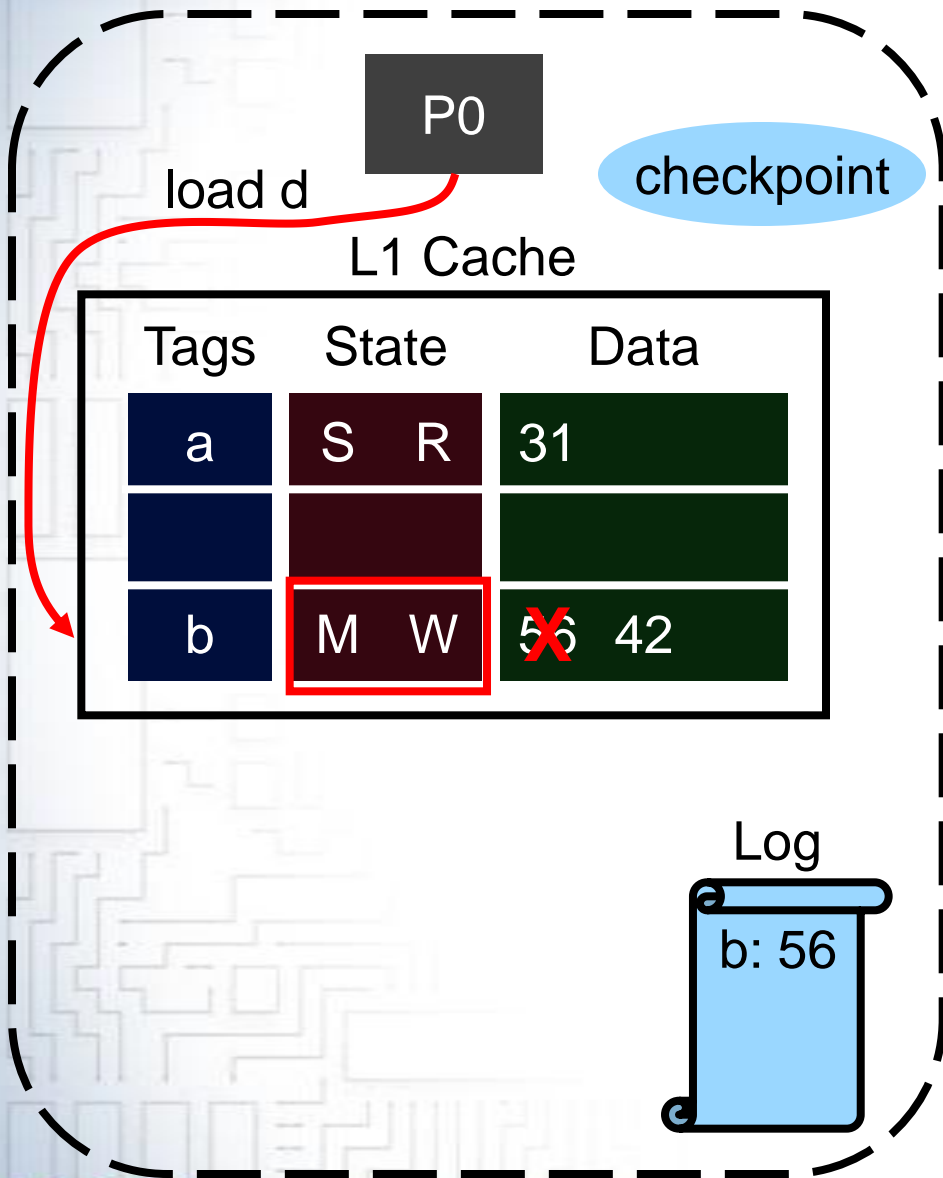 P0
checkpoint
load d
L1 Cache
Tags State Data
a S R 31
b M W 56 X 42
Log
b: 56